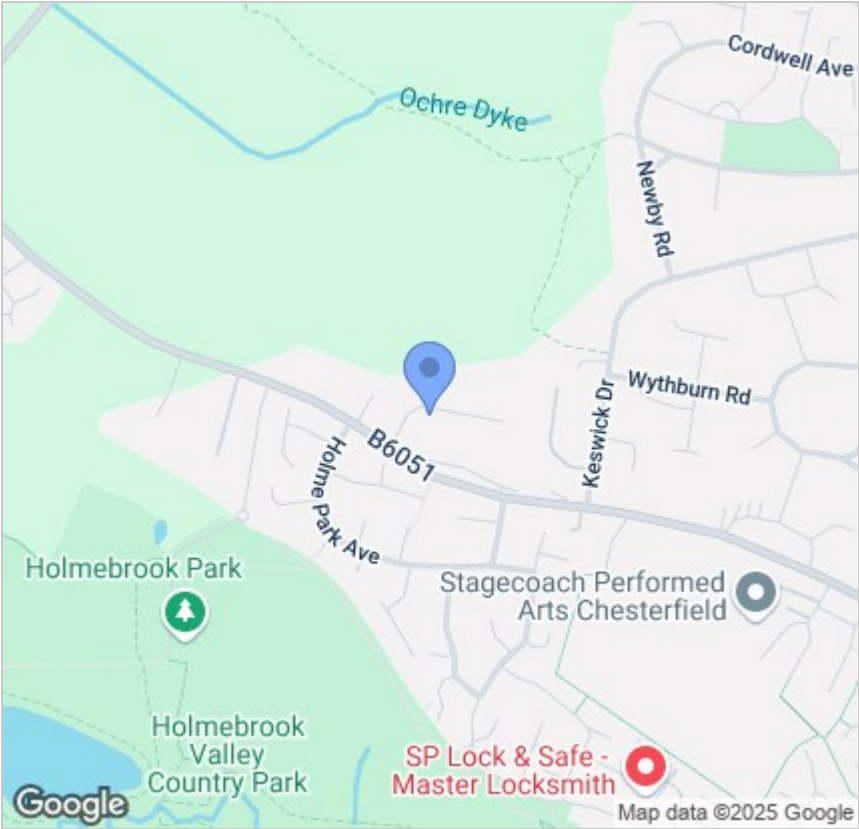 Cordwell Ave
Ochre Dyke
Newby Rd
Wythburn Rd
Keswick Dr
B6051
Holme Park Ave
Holmebrook Park
Stagecoach Performed
Arts Chesterfield
Holmebrook
Valley
Country Park
SP Lock & Safe -
Master Locksmith
Google
Map data ©2025 Google